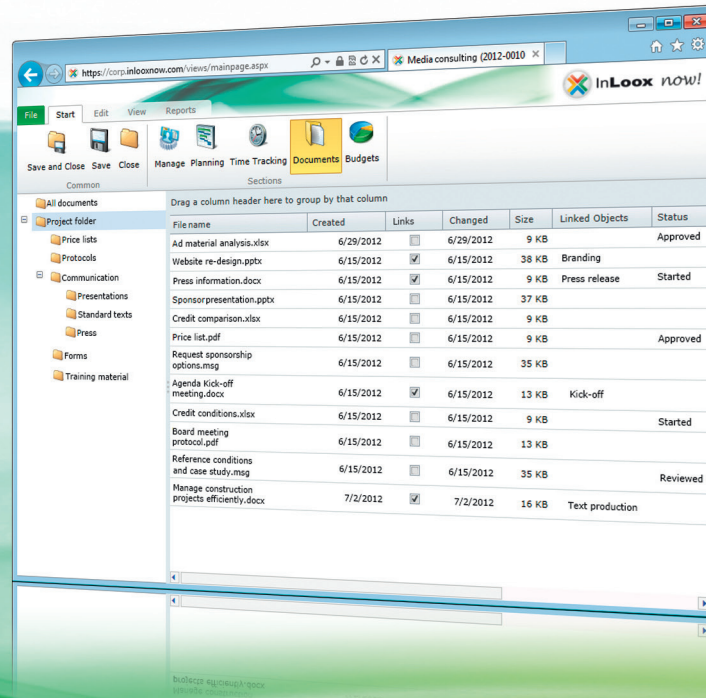 https://corp.inlooxnow.com/views/mainpage.aspx
Media consulting (2012-0010
InLoox now!
File Start Edit View Reports
Save and Close Save Close Manage Planning Time Tracking Documents Budgets
Common Sections
All documents
Project folder
Price lists
Protocols
Communication
Presentations
Standard texts
Press
Forms
Training material
Drag a column header here to group by that column
Filename Created Links Changed Size Linked Objects Status
Ad material analysis.xlsx 6/29/2012 6/29/2012 9 KB Approved
Website re-design.pptx 6/15/2012 6/15/2012 38 KB Branding
Press information.docx 6/15/2012 6/15/2012 9 KB Press release Started
Sponsorpresentation.pptx 6/15/2012 6/15/2012 37 KB
Credit comparison.xlsx 6/15/2012 6/15/2012 9 KB
Price list.pdf 6/15/2012 6/15/2012 9 KB Approved
Request sponsorship
options.msg 6/15/2012 6/15/2012 35 KB
Agenda Kick-off
meeting.docx 6/15/2012 6/15/2012 13 KB Kick-off
Credit conditions.xlsx 6/15/2012 6/15/2012 9 KB Started
Board meeting
protocol.pdf 6/15/2012 6/15/2012 13 KB
Reference conditions
and case study.msg 6/15/2012 6/15/2012 35 KB Reviewed
Manage construction
projects efficiently.docx 7/2/2012 7/2/2012 16 KB Text production
projects efficiently.docx
Manage construction